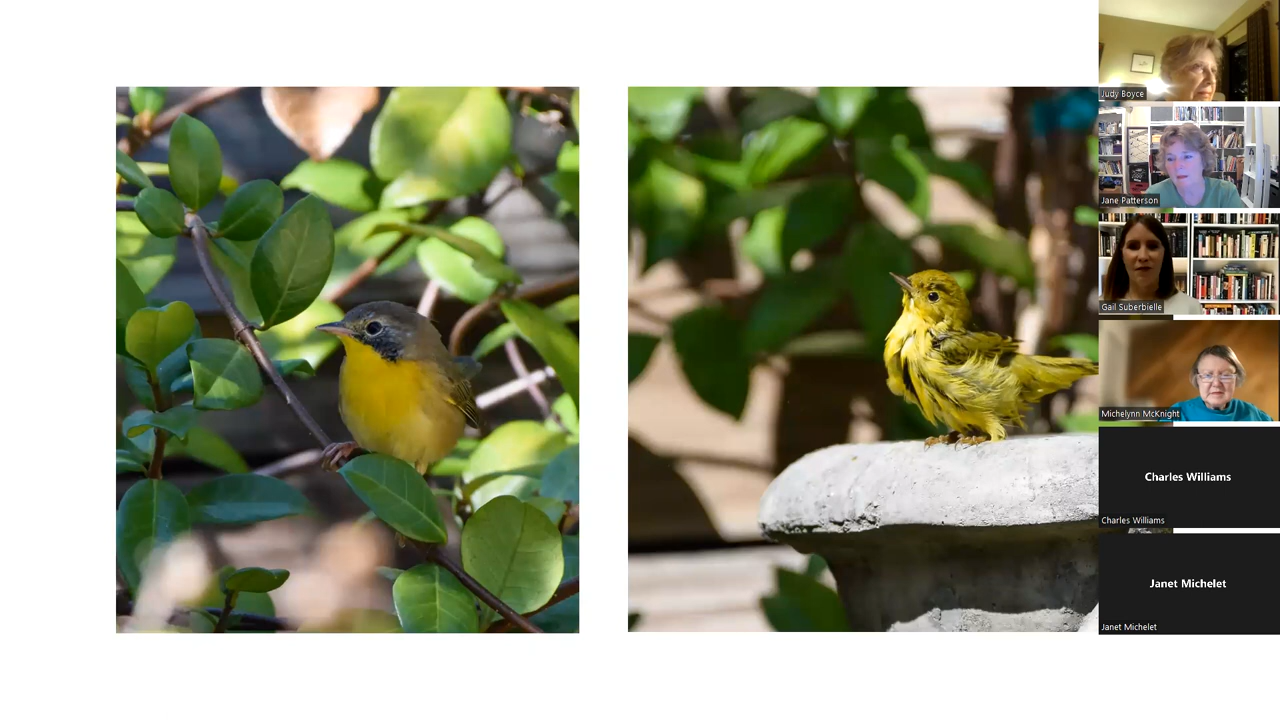 Judy Boyce
Jane Patterson
Gail Suberbielle
Michelynn McKnight
Charles Williams
Charles Williams
Janet Michelet
Janet Michelet